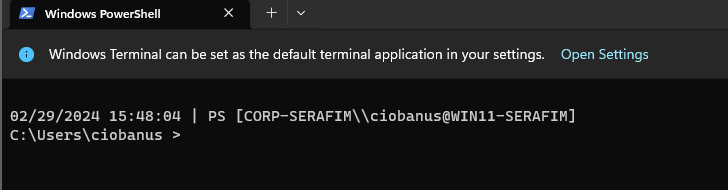 Windows PowerShell
Windows Terminal can be set as the default terminal application in your settings. Open Settings
02/29/2024 15:48:04 | PS [CORP-SERAFIM\\ciobanus@WIN11-SERAFIM]
C:\Users\ciobanus >